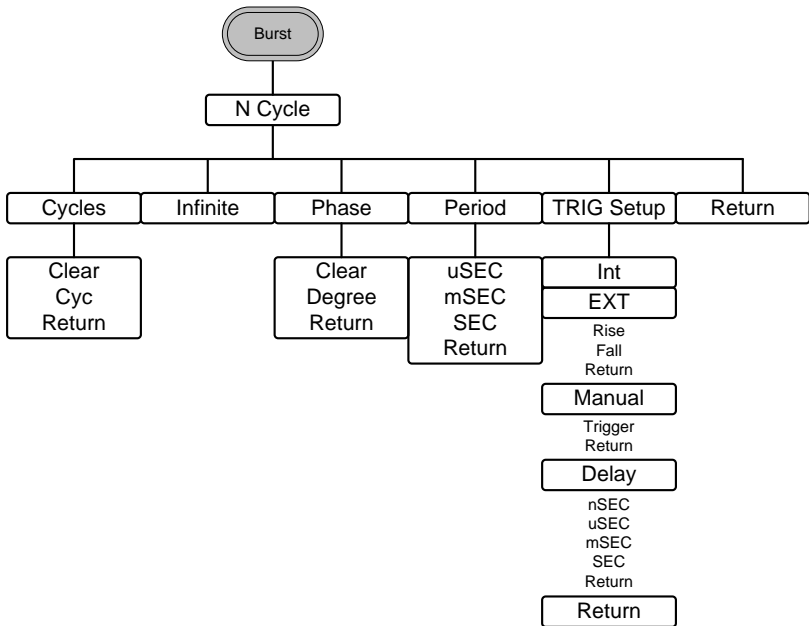 Burst
N Cycle
Cycles
Infinite
Phase
Period
TRIG Setup
Return
Clear
Cyc
Return
Clear
Degree
Return
uSEC
mSEC
SEC
Return
Int
EXT
Rise
Fall
Return
Manual
Trigger
Return
Delay
nSEC
uSEC
mSEC
SEC
Return
Return